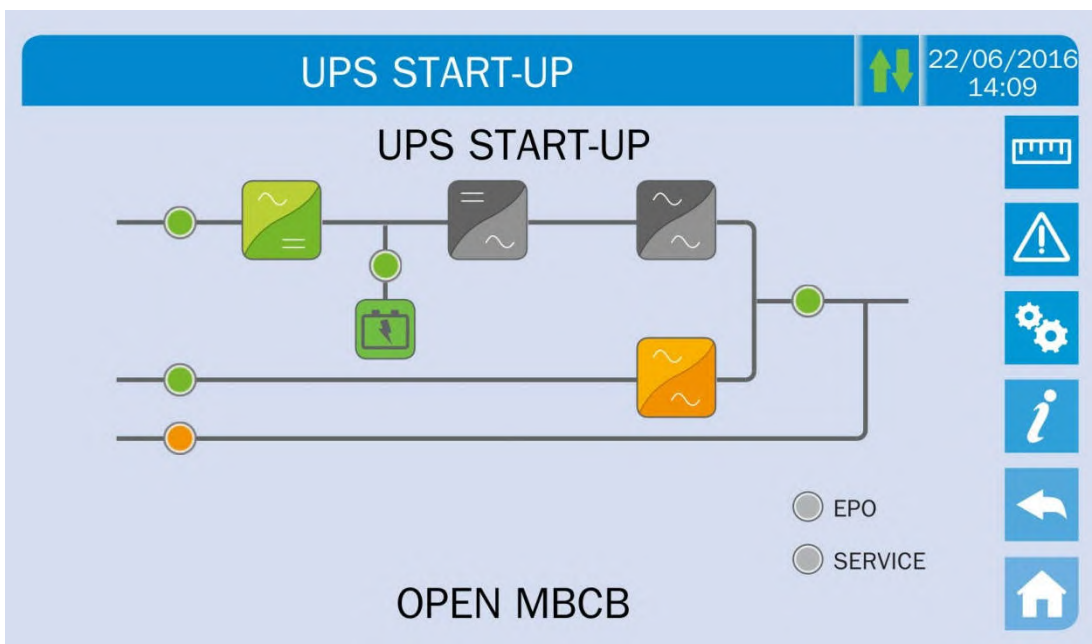 UPS START-UP
22/06/2016
14:09
UPS START-UP
EPO
SERVICE
OPEN MBCB